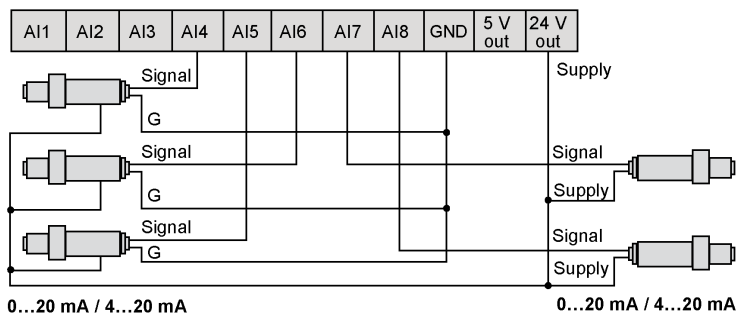 AI1 AI2 AI3 AI4 AI5 AI6 AI7 AI8 GND 5 V out 24 V out
Supply
Signal
G
Signal
G
Signal
G
Signal
Supply
Signal
Supply
0…20 mA / 4…20 mA
0…20 mA / 4…20 mA